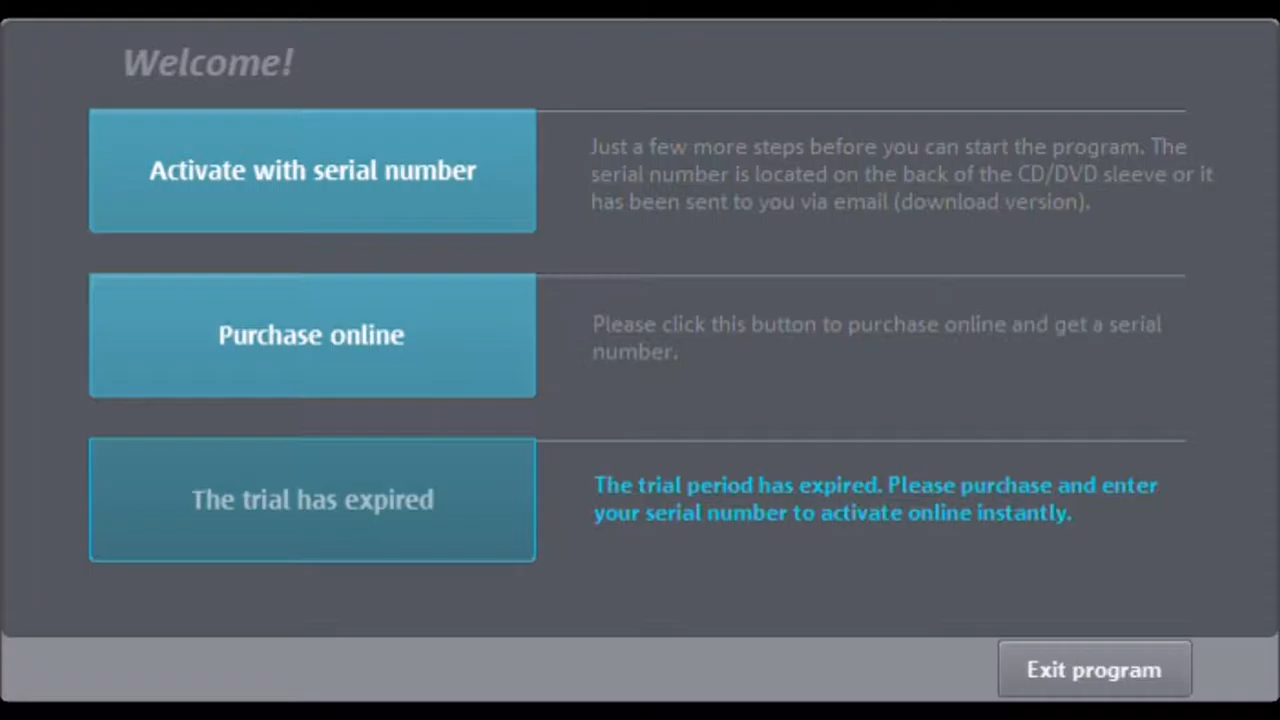 Welcome!
Activate with serial number
Just a few more steps before you can start the program. The
serial number is located on the back of the CD/DVD sleeve or it
has been sent to you via email (download version).
Purchase online
Please click this button to purchase online and get a serial
number.
The trial has expired
The trial period has expired. Please purchase and enter
your serial number to activate online instantly.
Exit program